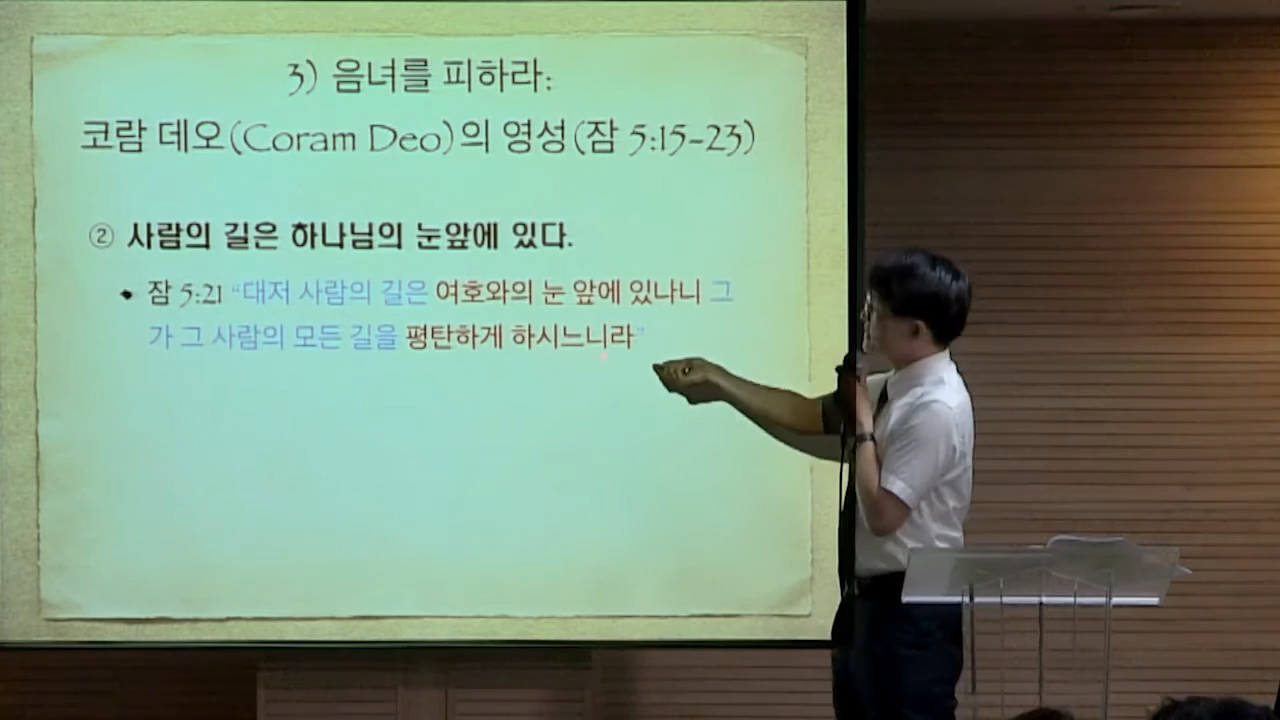 3) 음녀를 피하라:
코람 데오(Coram Deo)의 영성(잠 5:15-23)
② 사람의 길은 하나님의 눈앞에 있다.
• 잠 5:21 “대저 사람의 길은 여호와의 눈 앞에 있나니 그
가 그 사람의 모든 길을 평탄하게 하시느니라”